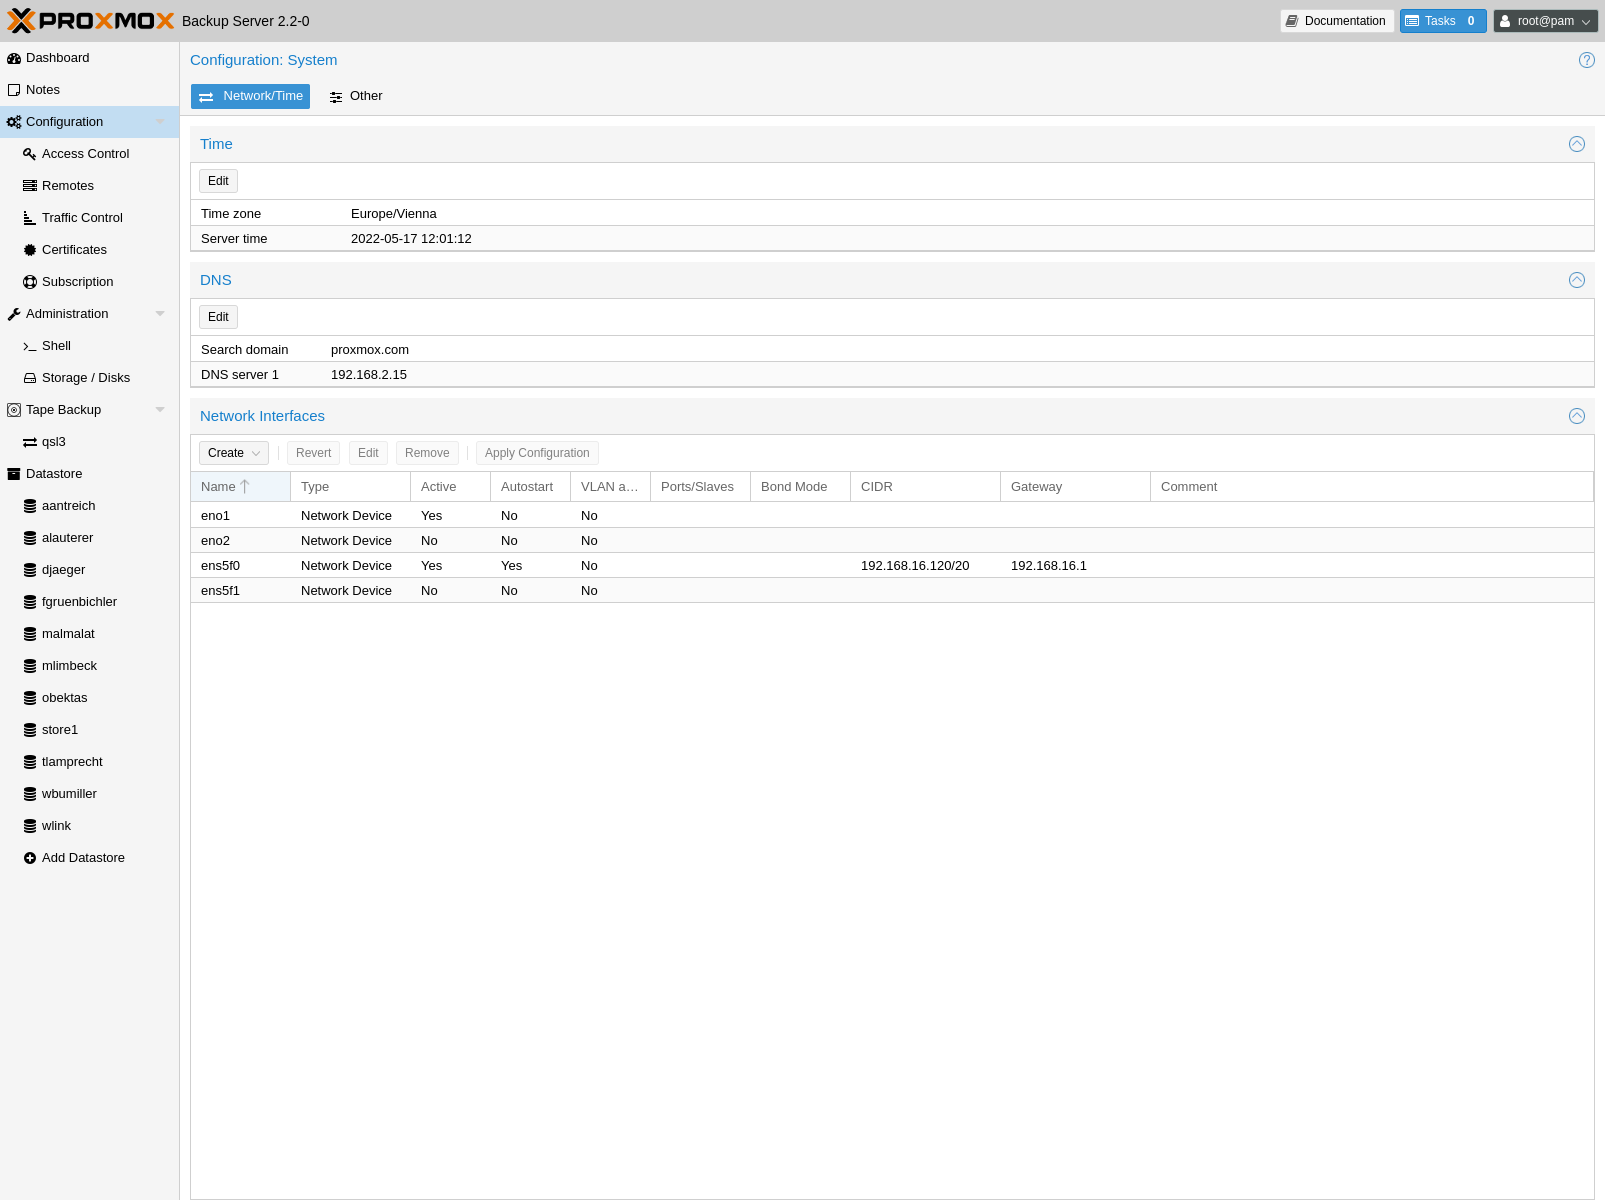 PROXMOX Backup Server 2.2-0
Documentation
Tasks 0
root@pam
Dashboard
Notes
Configuration
Access Control
Remotes
Traffic Control
Certificates
Subscription
Administration
Shell
Storage / Disks
Tape Backup
qsl3
Datastore
aantreich
alauterer
djaeger
fgruenbichler
malmalat
mlimbeck
obektas
store1
tlamprecht
wbumiller
wlink
Add Datastore
Configuration: System
Network/Time Other
Time
Edit
Time zone Europe/Vienna
Server time 2022-05-17 12:01:12
DNS
Edit
Search domain proxmox.com
DNS server 1 192.168.2.15
Network Interfaces
Create Revert Edit Remove Apply Configuration
Name Type Active Autostart VLAN a… Ports/Slaves Bond Mode CIDR Gateway Comment
eno1 Network Device Yes No No
eno2 Network Device No No No
ens5f0 Network Device Yes Yes No 192.168.16.120/20 192.168.16.1
ens5f1 Network Device No No No